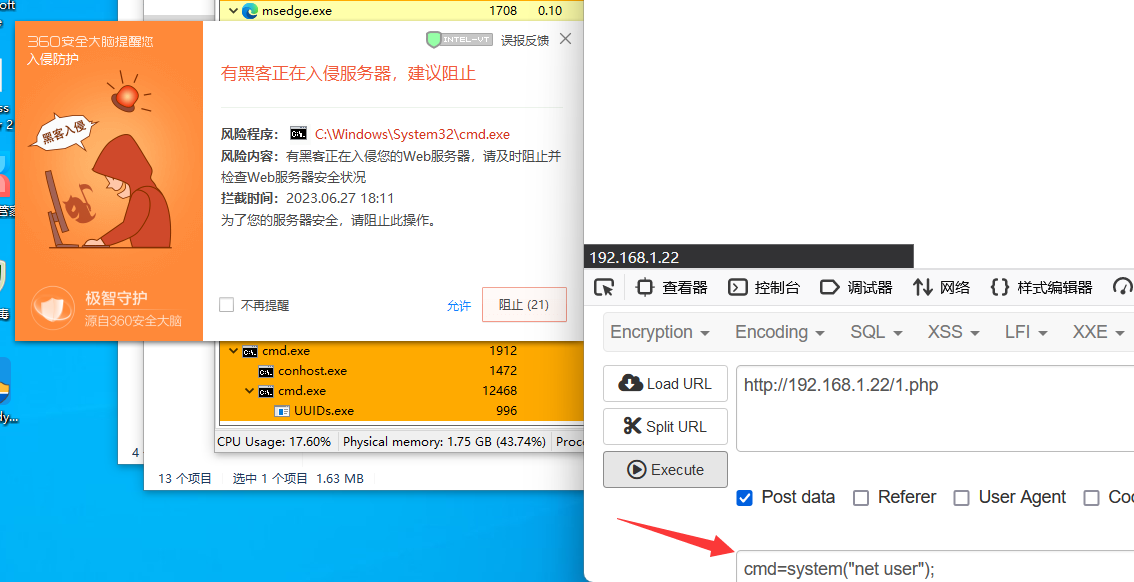 oft
msedge.exe 1708 0.10
360安全大脑提醒您
入侵防护
INTEL-VT 误报反馈
有黑客正在入侵服务器，建议阻止
黑客入侵
风险程序： C:\Windows\System32\cmd.exe
风险内容：有黑客正在入侵您的Web服务器，请及时阻止并
检查Web服务器安全状况
拦截时间：2023.06.27 18:11
为了您的服务器安全，请阻止此操作。
极智守护
源自360安全大脑
不再提醒 允许 阻止 (21)
ss
r 2
管家
毒
dy...
cmd.exe 1912
conhost.exe 1472
cmd.exe 12468
UUIDs.exe 996
CPU Usage: 17.60% Physical memory: 1.75 GB (43.74%) Proce
4
13 个项目 选中 1 个项目 1.63 MB
192.168.1.22
查看器 控制台 调试器 网络 样式编辑器
Encryption Encoding SQL XSS LFI XXE
Load URL http://192.168.1.22/1.php
Split URL
Execute
Post data Referer User Agent Coo
cmd=system("net user");